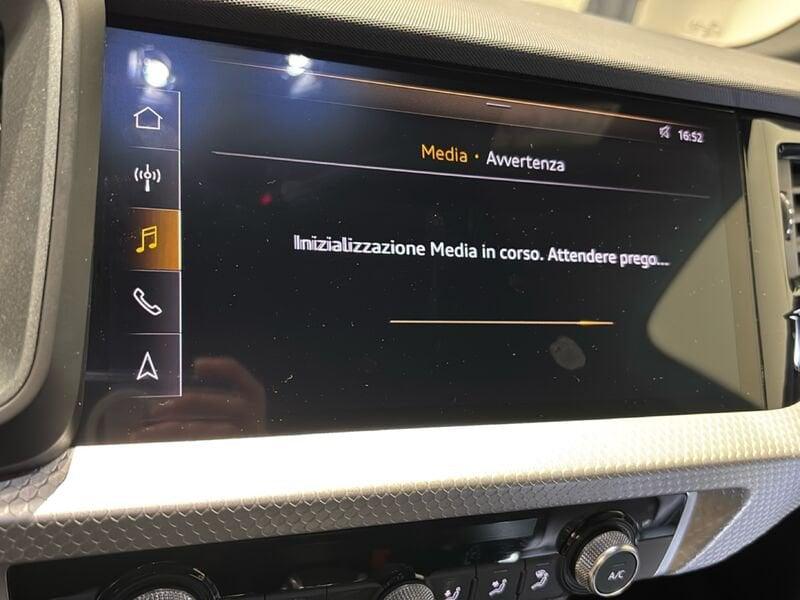 16:52
Media · Avvertenza
Inizializzazione Media in corso. Attendere prego...
A/C